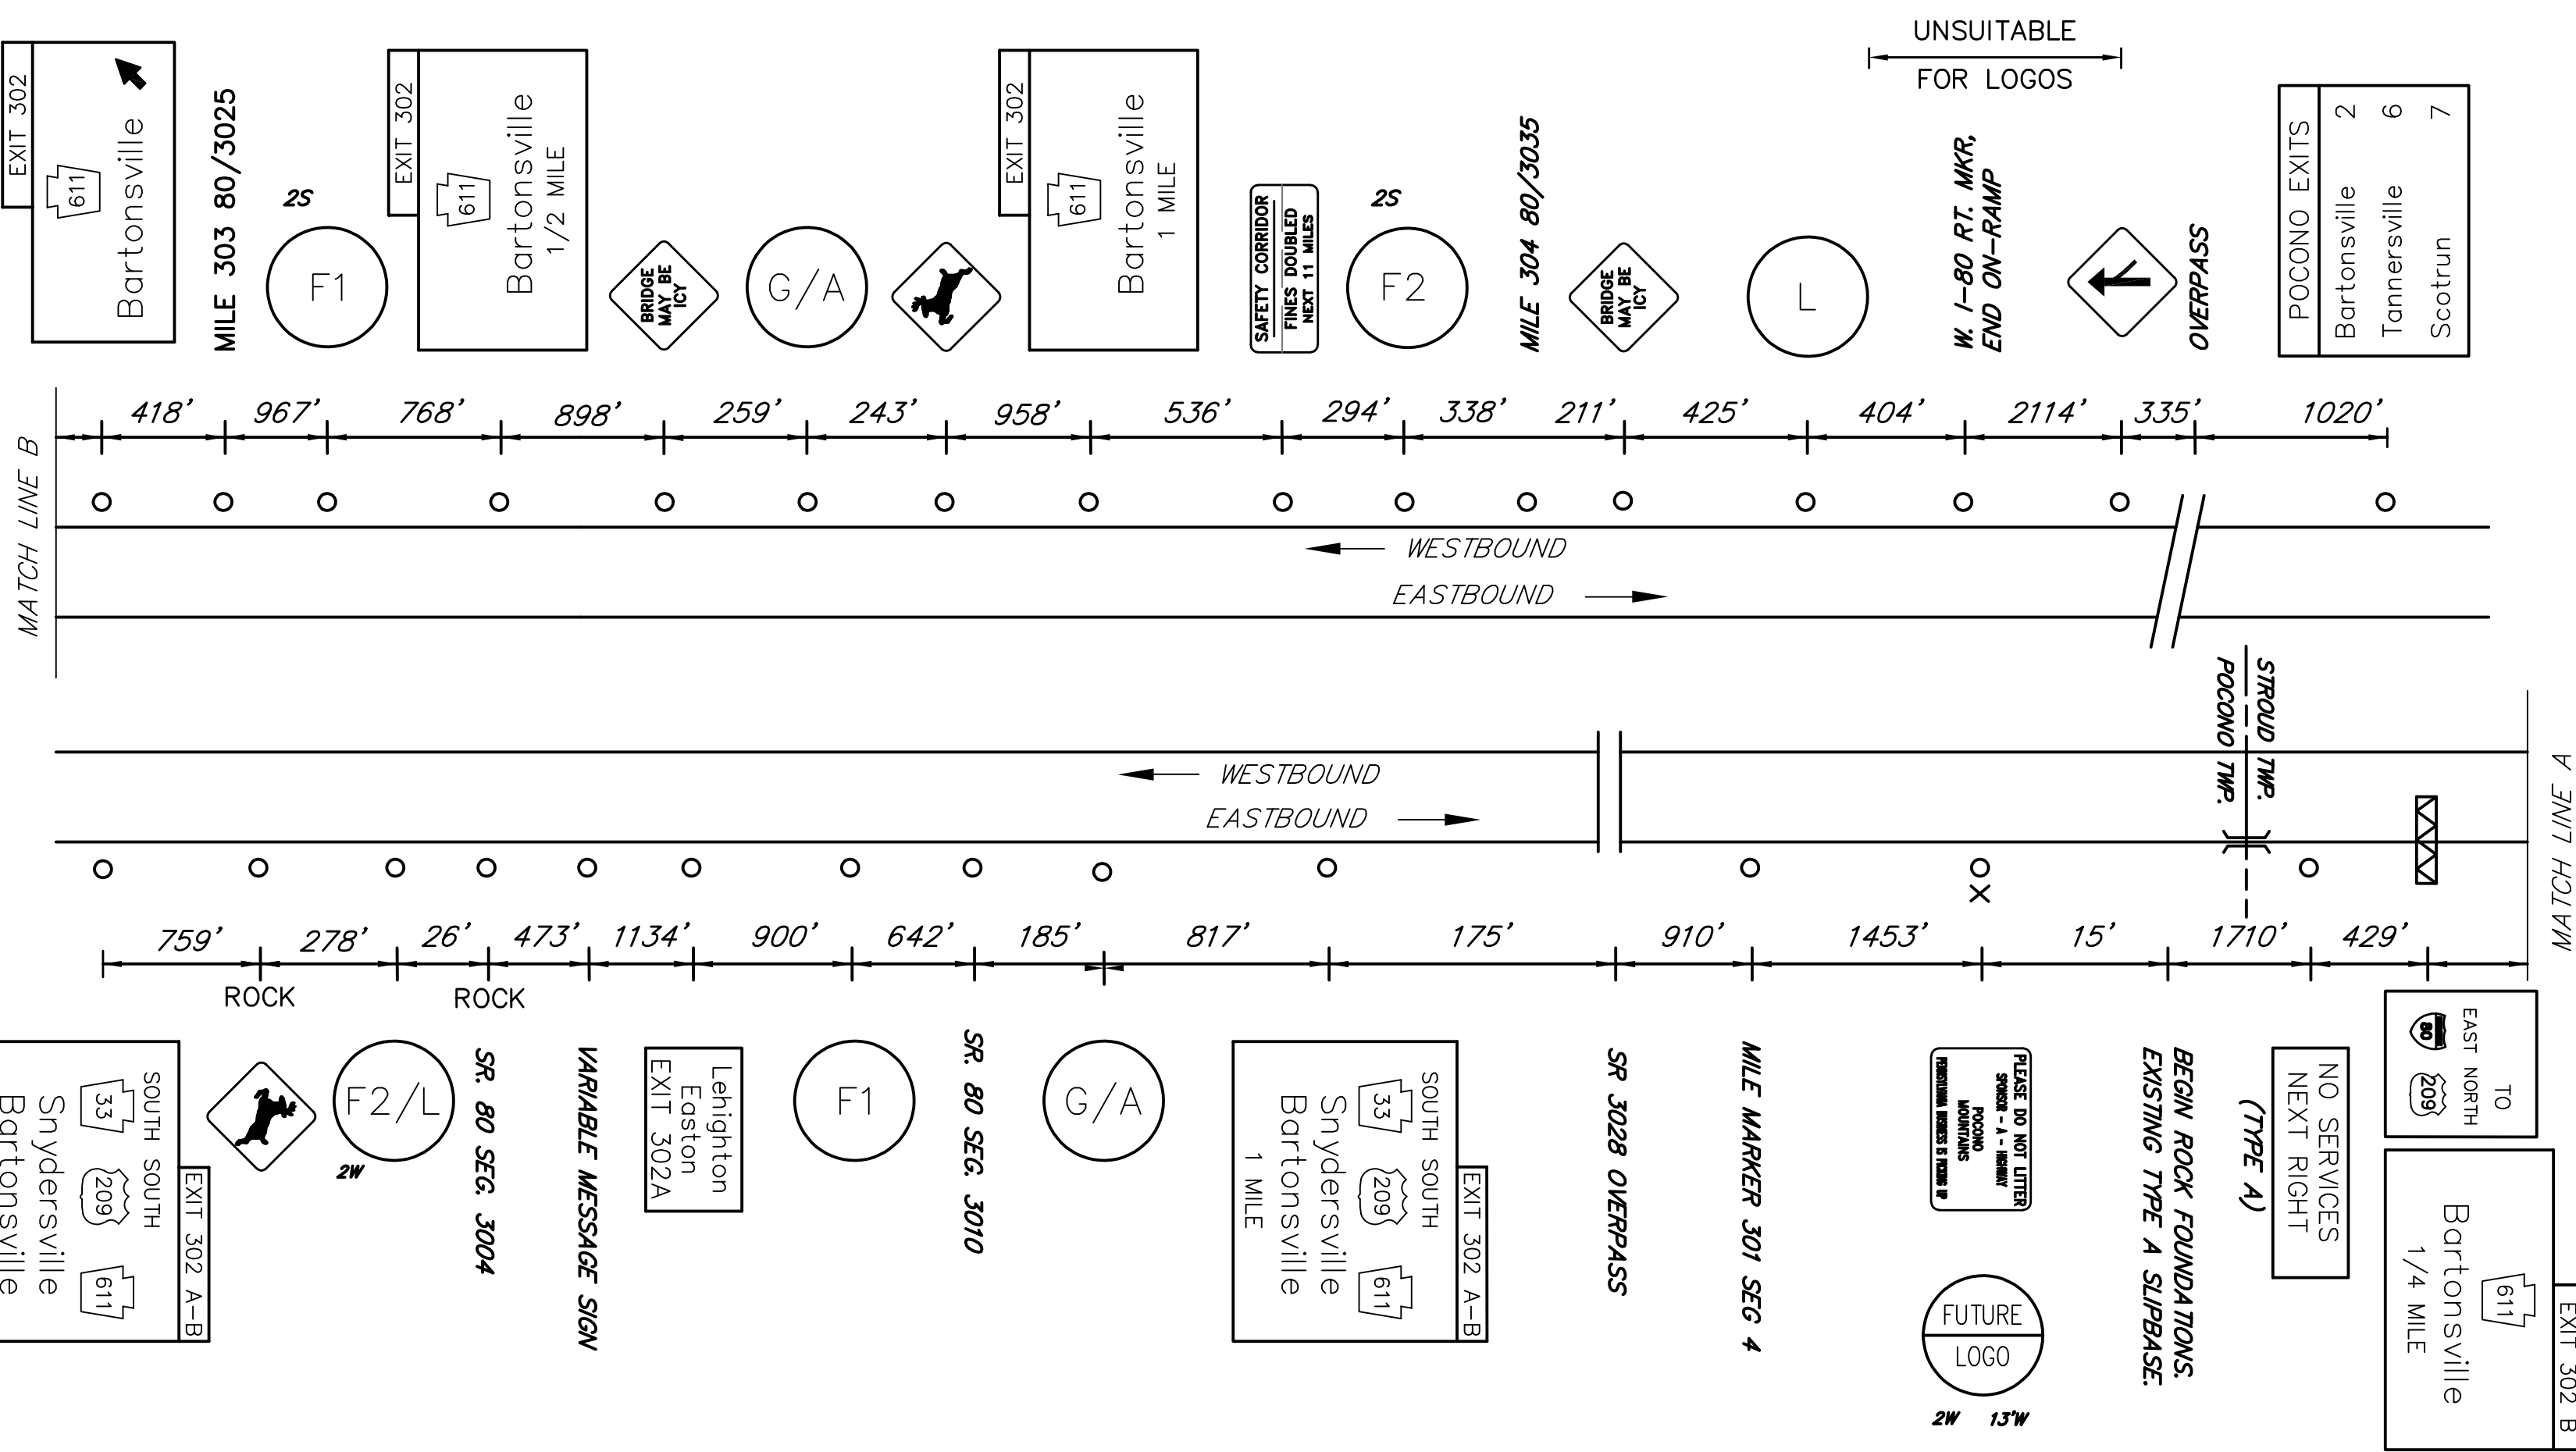 UNSUITABLE
FOR LOGOS
EXIT 302
611
Bartonsville
MILE 303 80/3025
2S
F1
EXIT 302
611
Bartonsville
1/2 MILE
BRIDGE
MAY BE
ICY
G/A
EXIT 302
611
Bartonsville
1 MILE
SAFETY CORRIDOR
FINES DOUBLED
NEXT 11 MILES
2S
F2
MILE 304 80/3035
BRIDGE
MAY BE
ICY
L
W. I-80 RT. MKR,
END ON-RAMP
OVERPASS
POCONO EXITS
Bartonsville 2
Tannersville 6
Scotrun 7
418' 967' 768' 898' 259' 243' 958' 536' 294' 338' 211' 425' 404' 2114' 335' 1020'
MATCH LINE B
WESTBOUND
EASTBOUND
STROUD TWP.
POCONO TWP.
WESTBOUND
EASTBOUND
MATCH LINE A
759' 278' 26' 473' 1134' 900' 642' 185' 817' 175' 910' 1453' 15' 1710' 429'
ROCK
ROCK
EXIT 302 A-B
SOUTH SOUTH
33 209 611
Snydersville
Bartonsville
F2/L
2W
SR. 80 SEG. 3004
VARIABLE MESSAGE SIGN
Lehighton
Easton
EXIT 302A
F1
SR. 80 SEG. 3010
G/A
EXIT 302 A-B
SOUTH SOUTH
33 209 611
Snydersville
Bartonsville
1 MILE
SR 3028 OVERPASS
MILE MARKER 301 SEG 4
PLEASE DO NOT LITTER
SPONSOR - A - HIGHWAY
POCONO
MOUNTAINS
PENNSYLVANIA BUSINESS IS PICKING UP
FUTURE
LOGO
2W 13'W
BEGIN ROCK FOUNDATIONS.
EXISTING TYPE A SLIPBASE.
(TYPE A)
NO SERVICES
NEXT RIGHT
TO
EAST NORTH
80 209
EXIT 302 B
611
Bartonsville
1/4 MILE